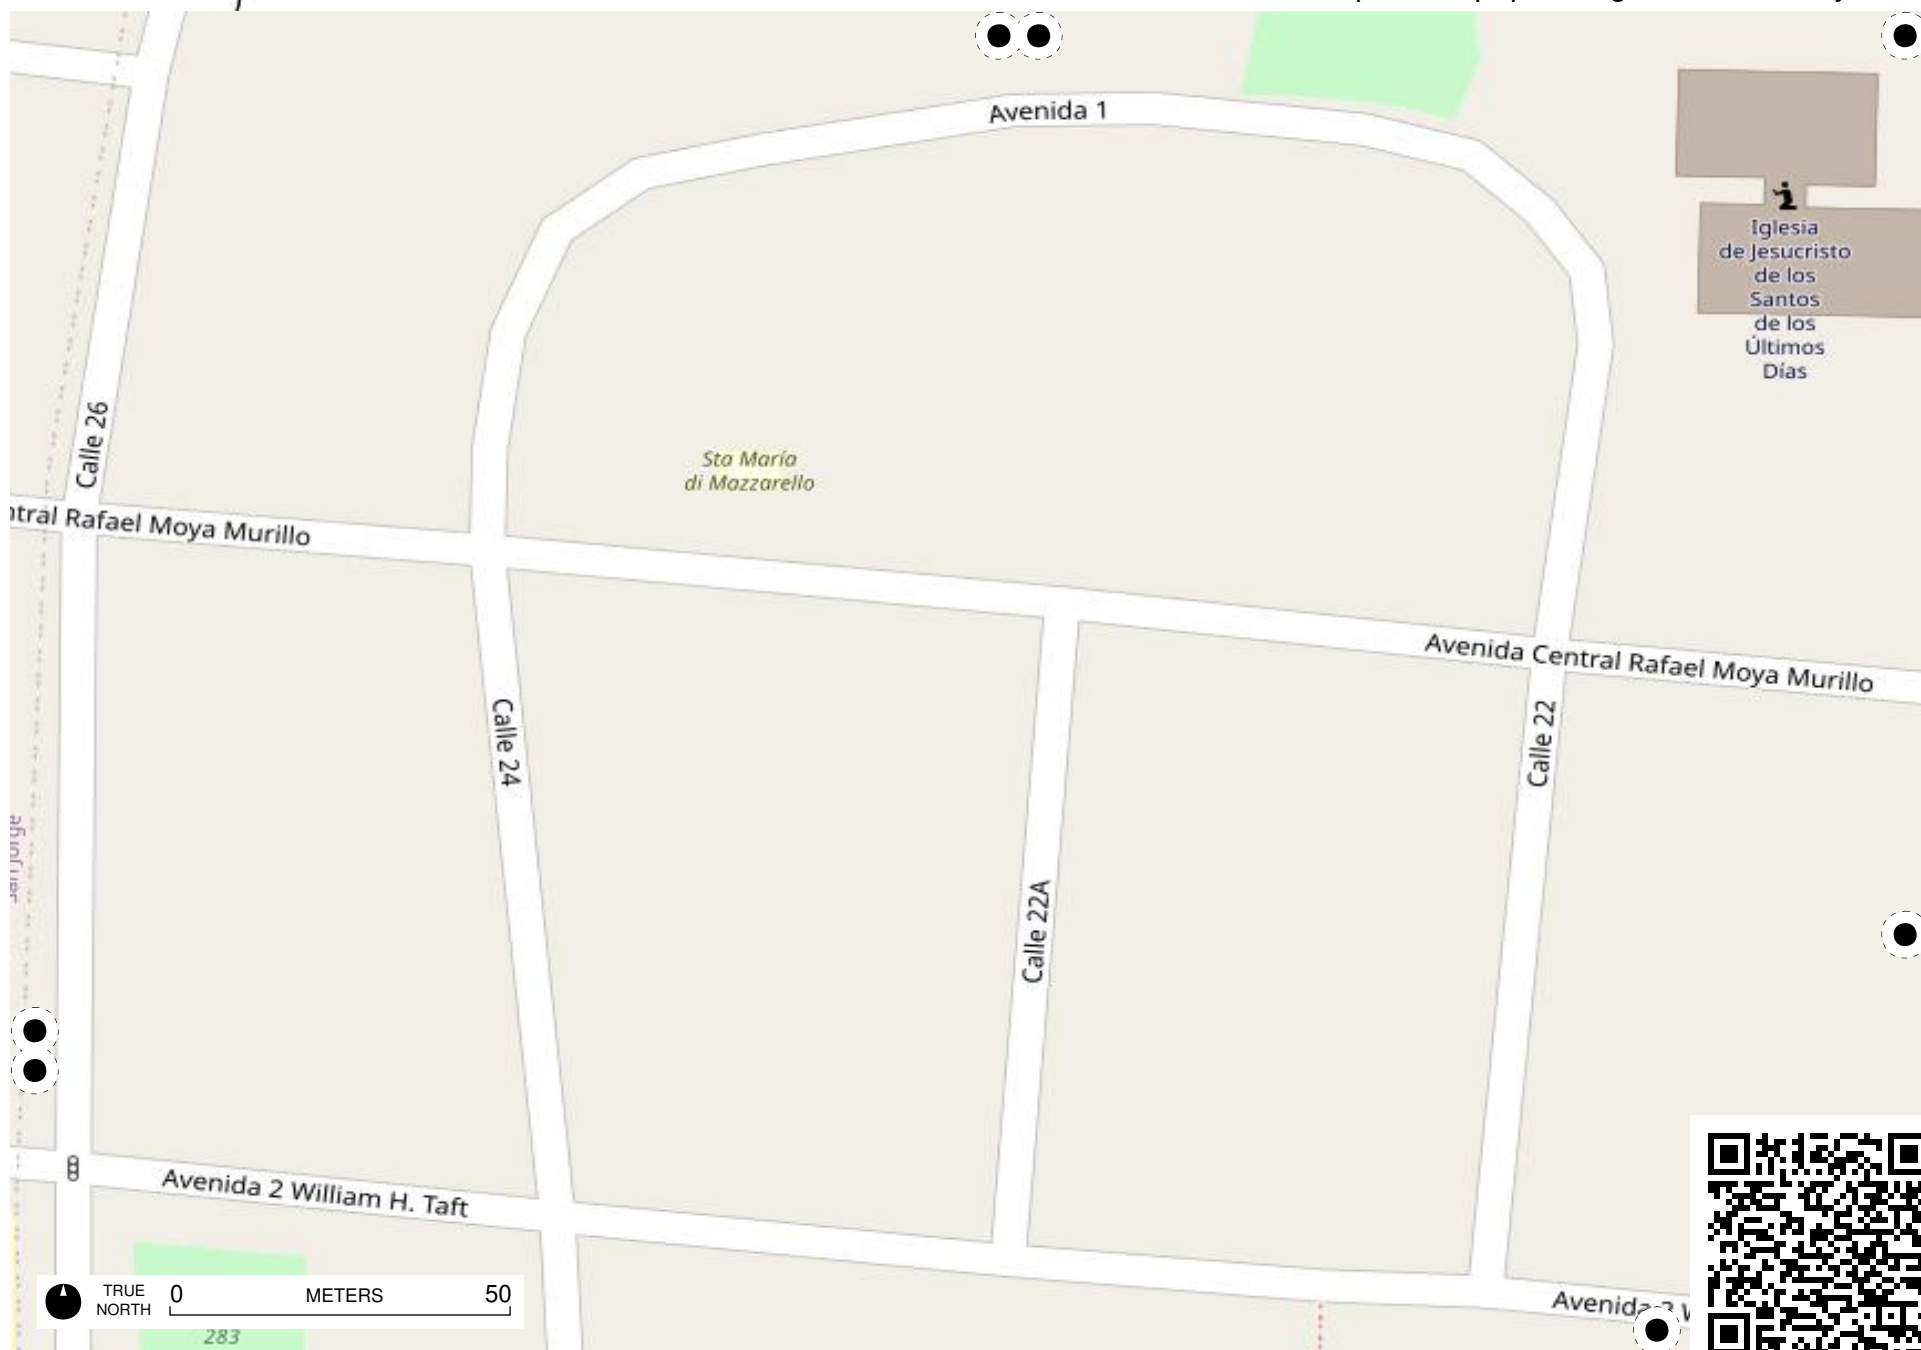 Avenida 1
Iglesia
de Jesucristo
de los
Santos
de los
Últimos
Días
Calle 26
Sta María
di Mazzarello
Rafael Moya Murillo
Avenida Central Rafael Moya Murillo
Calle 24
Calle 22
Calle 22A
Avenida 2 William H. Taft
TRUE
NORTH
0 METERS 50
283
Avenida